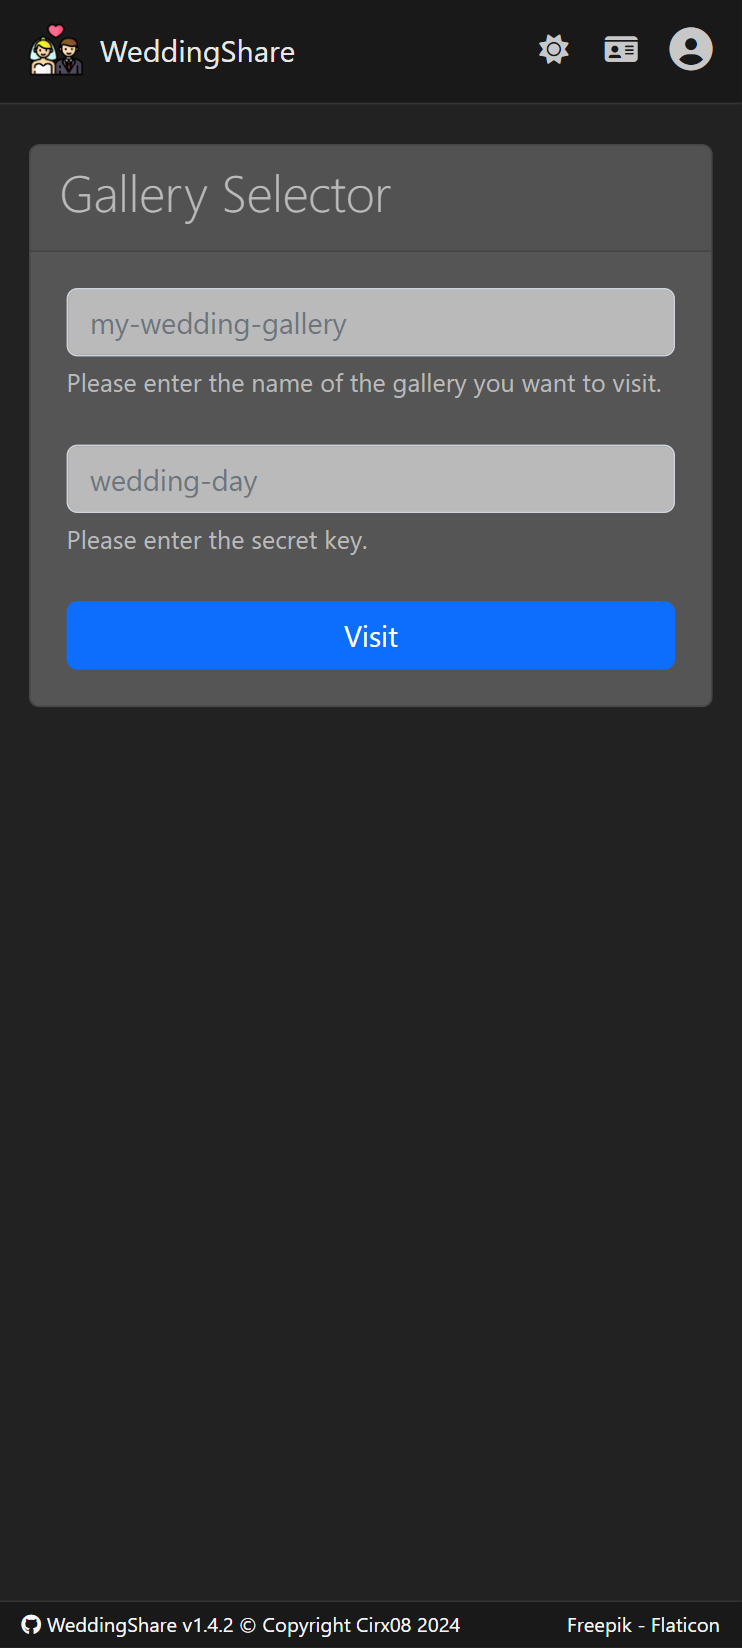 WeddingShare
Gallery Selector
my-wedding-gallery
Please enter the name of the gallery you want to visit.
wedding-day
Please enter the secret key.
Visit
WeddingShare v1.4.2 © Copyright Cirx08 2024
Freepik - Flaticon